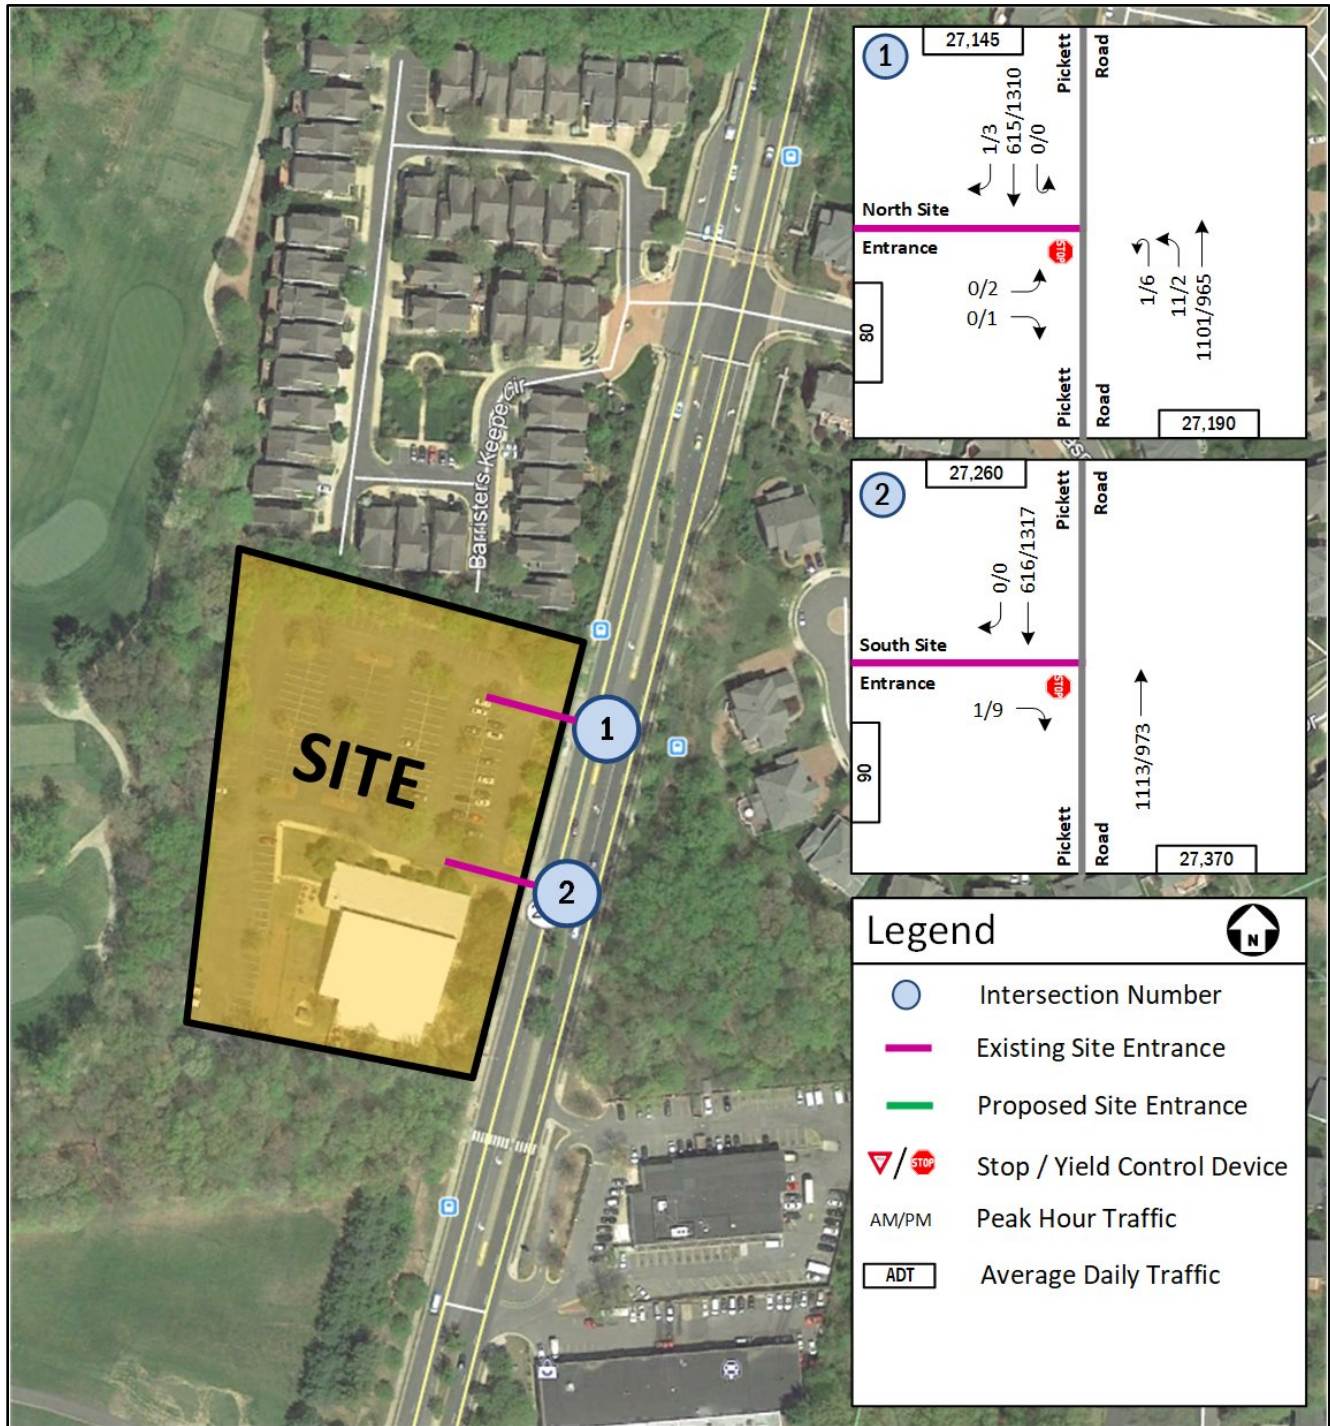 Barristers Keepe Cir
SITE
1
2
1
27,145
Pickett
Road
1/3
615/1310
0/0
North Site
Entrance
STOP
0/2
0/1
80
1/6
11/2
1101/965
Pickett
Road
27,190
2
27,260
Pickett
Road
0/0
616/1317
South Site
Entrance
STOP
1/9
90
1113/973
Pickett
Road
27,370
Legend
N
Intersection Number
Existing Site Entrance
Proposed Site Entrance
/ STOP Stop / Yield Control Device
AM/PM Peak Hour Traffic
ADT Average Daily Traffic